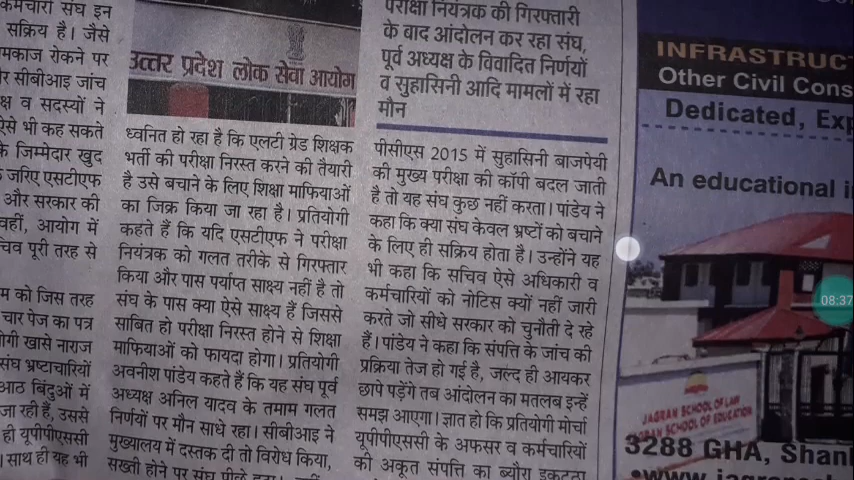 कर्मचारी संघ इन
सक्रिय है। जैसे
मकाज रोकने पर
र सीबीआइ जांच
क्ष व सदस्यों ने
ऐसे भी कह सकते
के जिम्मेदार खुद
जरिए एसटीएफ
और सरकार की
वहीं, आयोग में
चिव पूरी तरह से
म को जिस तरह
चार पेज का पत्र
योगी खासे नाराज
संघ भ्रष्टाचारियों
आठ बिंदुओं में
जा रही हैं, उससे
ही यूपीपीएससी
। साथ ही यह भी
उत्तर प्रदेश लोक सेवा आयोग
ध्वनित हो रहा है कि एलटी ग्रेड शिक्षक
भर्ती की परीक्षा निरस्त करने की तैयारी
है उसे बचाने के लिए शिक्षा माफियाओं
का जिक्र किया जा रहा है। प्रतियोगी
कहते हैं कि यदि एसटीएफ ने परीक्षा
नियंत्रक को गलत तरीके से गिरफ्तार
किया और पास पर्याप्त साक्ष्य नहीं है तो
संघ के पास क्या ऐसे साक्ष्य हैं जिससे
साबित हो परीक्षा निरस्त होने से शिक्षा
माफियाओं को फायदा होगा। प्रतियोगी
अवनीश पांडेय कहते हैं कि यह संघ पूर्व
अध्यक्ष अनिल यादव के तमाम गलत
निर्णयों पर मौन साधे रहा। सीबीआइ ने
मुख्यालय में दस्तक दी तो विरोध किया,
सख्ती होने पर संघ पीछे
परीक्षा नियंत्रक की गिरफ्तारी
के बाद आंदोलन कर रहा संघ,
पूर्व अध्यक्ष के विवादित निर्णयों
व सुहासिनी आदि मामलों में रहा
मौन
पीसीएस 2015 में सुहासिनी बाजपेयी
की मुख्य परीक्षा की कॉपी बदल जाती
है तो यह संघ कुछ नहीं करता। पांडेय ने
कहा कि क्या संघ केवल भ्रष्टों को बचाने
के लिए ही सक्रिय होता है। उन्होंने यह
भी कहा कि सचिव ऐसे अधिकारी व
कर्मचारियों को नोटिस क्यों नहीं जारी
करते जो सीधे सरकार को चुनौती दे रहे
हैं। पांडेय ने कहा कि संपत्ति के जांच की
प्रक्रिया तेज हो गई है, जल्द ही आयकर
छापे पड़ेंगे तब आंदोलन का मतलब इन्हें
समझ आएगा। ज्ञात हो कि प्रतियोगी मोर्चा
यूपीपीएससी के अफसर व कर्मचारियों
की अकूत संपत्ति का ब्यौरा इकट्ठा
INFRASTRUC
Other Civil Cons
Dedicated, Exp
An educational i
08:37
JAGRAN SCHOOL OF LAW
SCHOOL OF EDUCATION
3288 GHA, Shan